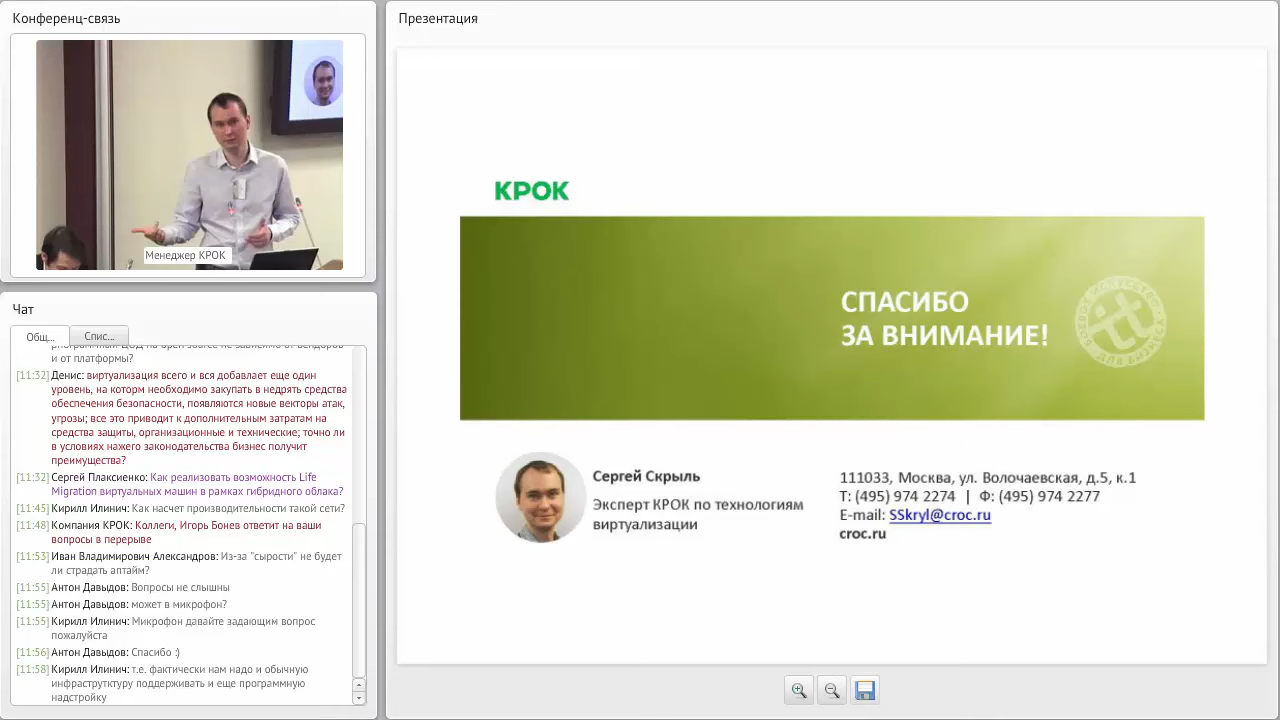 Конференц-связь
Менеджер КРОК
Чат
Общ...
Спис...
и от платформы?
[11:32] Денис: виртуализация всего и вся добавляет еще один
уровень, на которм необходимо закупать в недрять средства
обеспечения безопасности, появляются новые векторы атак,
угрозы; все это приводит к дополнительным затратам на
средства защиты, организационные и технические; точно ли
в условиях нажего законодательства бизнес получит
преимущества?
[11:32] Сергей Плаксиенко: Как реализовать возможность Life
Migration виртуальных машин в рамках гибридного облака?
[11:45] Кирилл Илинич: Как насчет производительности такой сети?
[11:48] Компания КРОК: Коллеги, Игорь Бонев ответит на ваши
вопросы в перерыве
[11:53] Иван Владимирович Александров: Из-за "сырости" не будет
ли страдать аптайм?
[11:55] Антон Давыдов: Вопросы не слышны
[11:55] Антон Давыдов: может в микрофон?
[11:55] Кирилл Илинич: Микрофон давайте задающим вопрос
пожалуйста
[11:56] Антон Давыдов: Спасибо :)
[11:58] Кирилл Илинич: т.е. фактически нам надо и обычную
инфраструтктуру поддерживать и еще программную
надстройку
Презентация
КРОК
СПАСИБО
ЗА ВНИМАНИЕ!
it
ДЛЯ БИЗНЕСА
Сергей Скрыль
Эксперт КРОК по технологиям
виртуализации
111033, Москва, ул. Волочаевская, д.5, к.1
Т: (495) 974 2274 | Ф: (495) 974 2277
E-mail: SSkryl@croc.ru
croc.ru